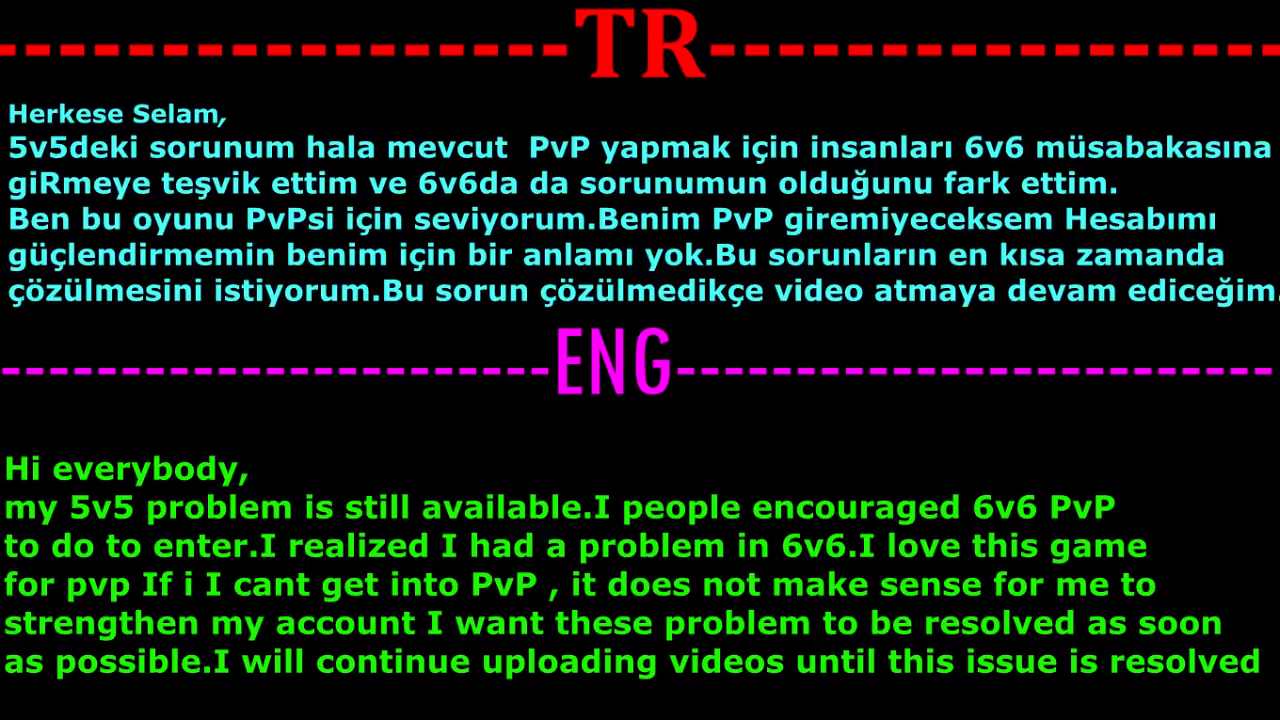 -----------------TR-----------------
Herkese Selam,
5v5deki sorunum hala mevcut  PvP yapmak için insanları 6v6 müsabakasına
giRmeye teşvik ettim ve 6v6da da sorunumun olduğunu fark ettim.
Ben bu oyunu PvPsi için seviyorum.Benim PvP giremiyeceksem Hesabımı
güçlendirmemin benim için bir anlamı yok.Bu sorunların en kısa zamanda
çözülmesini istiyorum.Bu sorun çözülmedikçe video atmaya devam ediceğim.
-----------------------ENG-------------------------
Hi everybody,
my 5v5 problem is still available.I people encouraged 6v6 PvP
to do to enter.I realized I had a problem in 6v6.I love this game
for pvp If i I cant get into PvP , it does not make sense for me to
strengthen my account I want these problem to be resolved as soon
as possible.I will continue uploading videos until this issue is resolved